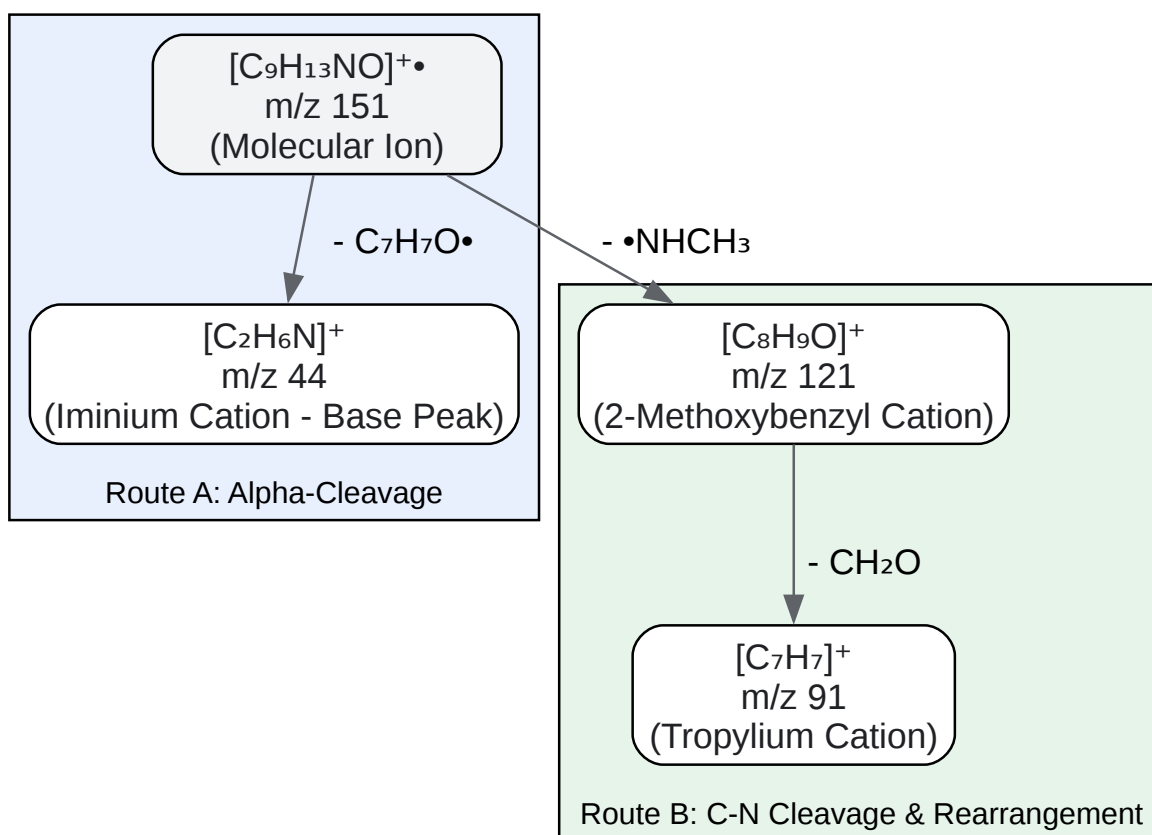 [C₉H₁₃NO]⁺•
m/z 151
(Molecular Ion)
- C₇H₇O•
- •NHCH₃
[C₂H₆N]⁺
m/z 44
(Iminium Cation - Base Peak)
Route A: Alpha-Cleavage
[C₈H₉O]⁺
m/z 121
(2-Methoxybenzyl Cation)
- CH₂O
[C₇H₇]⁺
m/z 91
(Tropylium Cation)
Route B: C-N Cleavage & Rearrangement